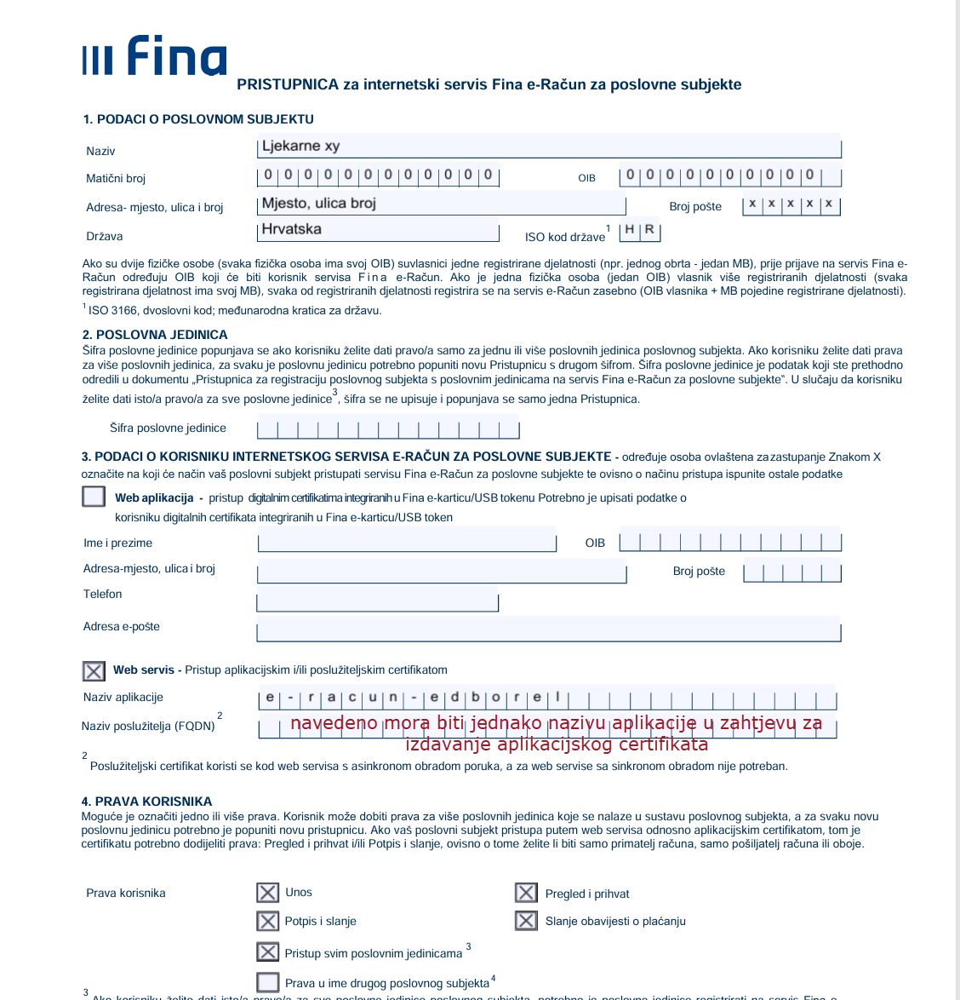 fina
PRISTUPNICA za internetski servis Fina e-Račun za poslovne subjekte
1. PODACI O POSLOVNOM SUBJEKTU
Naziv Ljekarne xy
Matični broj 0 0 0 0 0 0 0 0 0 0 0 0 OIB 0 0 0 0 0 0 0 0 0 0
Adresa- mjesto, ulica i broj Mjesto, ulica broj Broj pošte x x x x x
Država Hrvatska ISO kod države1 H R
Ako su dvije fizičke osobe (svaka fizička osoba ima svoj OIB) suvlasnici jedne registrirane djelatnosti (npr. jednog obrta - jedan MB), prije prijave na servis Fina e-
Račun određuju OIB koji će biti korisnik servisa Fina e-Račun. Ako je jedna fizička osoba (jedan OIB) vlasnik više registriranih djelatnosti (svaka
registrirana djelatnost ima svoj MB), svaka od registriranih djelatnosti registrira se na servis e-Račun zasebno (OIB vlasnika + MB pojedine registrirane djelatnosti).
1 ISO 3166, dvoslovni kod; međunarodna kratica za državu.
2. POSLOVNA JEDINICA
Šifra poslovne jedinice popunjava se ako korisniku želite dati pravo/a samo za jednu ili više poslovnih jedinica poslovnog subjekta. Ako korisniku želite dati prava
za više poslovnih jedinica, za svaku je poslovnu jedinicu potrebno popuniti novu Pristupnicu s drugom šifrom. Šifra poslovne jedinice je podatak koji ste prethodno
odredili u dokumentu „Pristupnica za registraciju poslovnog subjekta s poslovnim jedinicama na servis Fina e-Račun za poslovne subjekte“. U slučaju da korisniku
želite dati isto/a pravo/a za sve poslovne jedinice3, šifra se ne upisuje i popunjava se samo jedna Pristupnica.
Šifra poslovne jedinice
3. PODACI O KORISNIKU INTERNETSKOG SERVISA E-RAČUN ZA POSLOVNE SUBJEKTE - određuje osoba ovlaštena za zastupanje Znakom X
označite na koji će način vaš poslovni subjekt pristupati servisu Fina e-Račun za poslovne subjekte te ovisno o načinu pristupa ispunite ostale podatke
Web aplikacija - pristup digitalnim certifikatima integriranih u Fina e-karticu/USB tokenu Potrebno je upisati podatke o
korisniku digitalnih certifikata integriranih u Fina e-karticu/USB token
Ime i prezime OIB
Adresa-mjesto, ulica i broj Broj pošte
Telefon
Adresa e-pošte
Web servis - Pristup aplikacijskim i/ili poslužiteljskim certifikatom
Naziv aplikacije e - r a c u n - e d b o r e l
Naziv poslužitelja (FQDN) 2
navedeno mora biti jednako nazivu aplikacije u zahtjevu za
izdavanje aplikacijskog certifikata
2 Poslužiteljski certifikat koristi se kod web servisa s asinkronom obradom poruka, a za web servise sa sinkronom obradom nije potreban.
4. PRAVA KORISNIKA
Moguće je označiti jedno ili više prava. Korisnik može dobiti prava za više poslovnih jedinica koje se nalaze u sustavu poslovnog subjekta, a za svaku novu
poslovnu jedinicu potrebno je popuniti novu pristupnicu. Ako vaš poslovni subjekt pristupa putem web servisa odnosno aplikacijskim certifikatom, tom je
certifikatu potrebno dodijeliti prava: Pregled i prihvat i/ili Potpis i slanje, ovisno o tome želite li biti samo primatelj računa, samo pošiljatelj računa ili oboje.
Prava korisnika Unos Pregled i prihvat
Potpis i slanje Slanje obavijesti o plaćanju
Pristup svim poslovnim jedinicama 3
Prava u ime drugog poslovnog subjekta4
3 Ako korisniku želite dati isto/a pravo/a za sve poslovne jedinice poslovnog subjekta, potrebno je poslovne jedinice registrirati na servis Fina e-